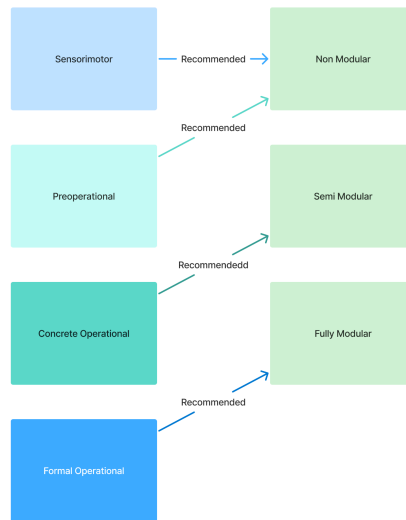 Sensorimotor
Recommended
Non Modular
Recommended
Preoperational
Semi Modular
Recommendedd
Concrete Operational
Fully Modular
Recommended
Formal Operational